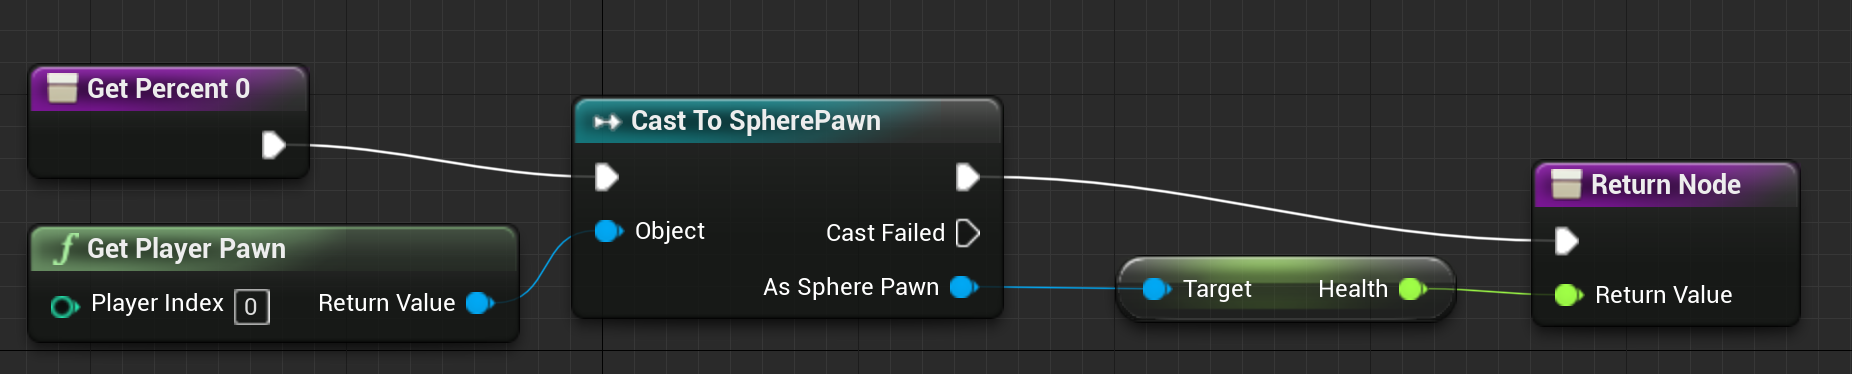 Get Percent 0
Get Player Pawn
Player Index 0 Return Value
Cast To SpherePawn
Object
Cast Failed
As Sphere Pawn
Target Health
Return Node
Return Value